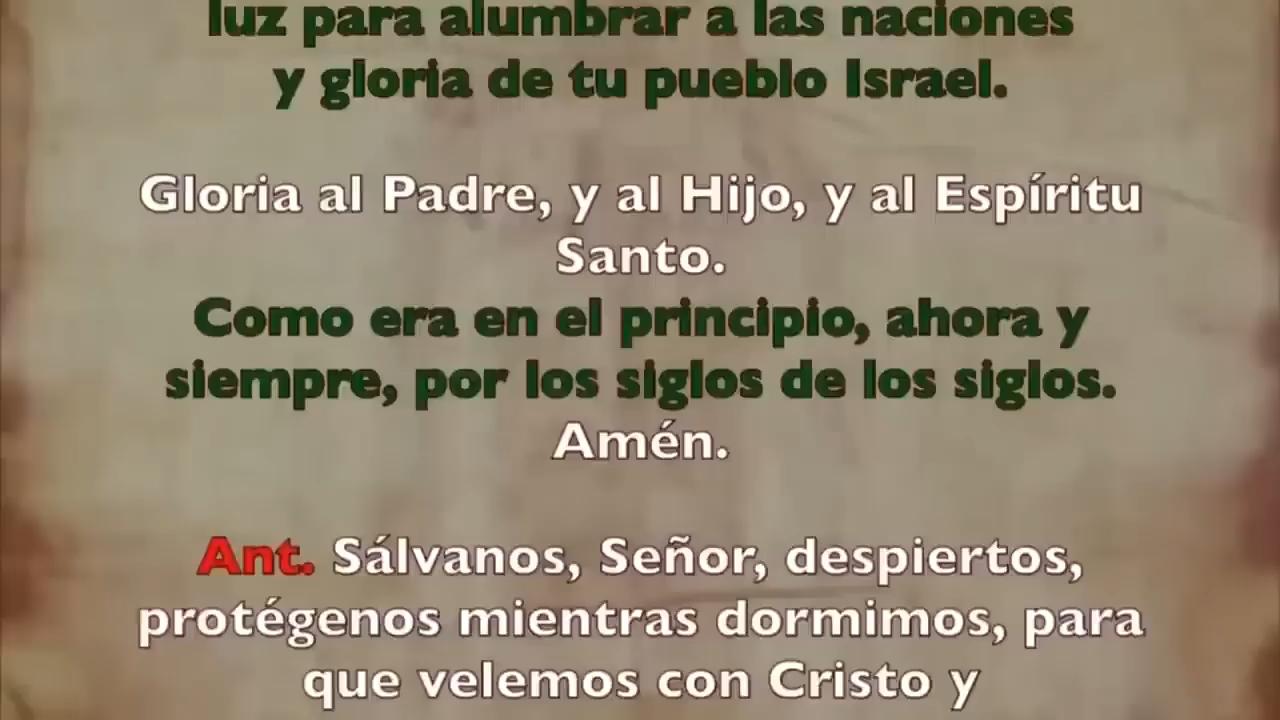 luz para alumbrar a las naciones
y gloria de tu pueblo Israel.
Gloria al Padre, y al Hijo, y al Espíritu
Santo.
Como era en el principio, ahora y
siempre, por los siglos de los siglos.
Amén.
Ant. Sálvanos, Señor, despiertos,
protégenos mientras dormimos, para
que velemos con Cristo y